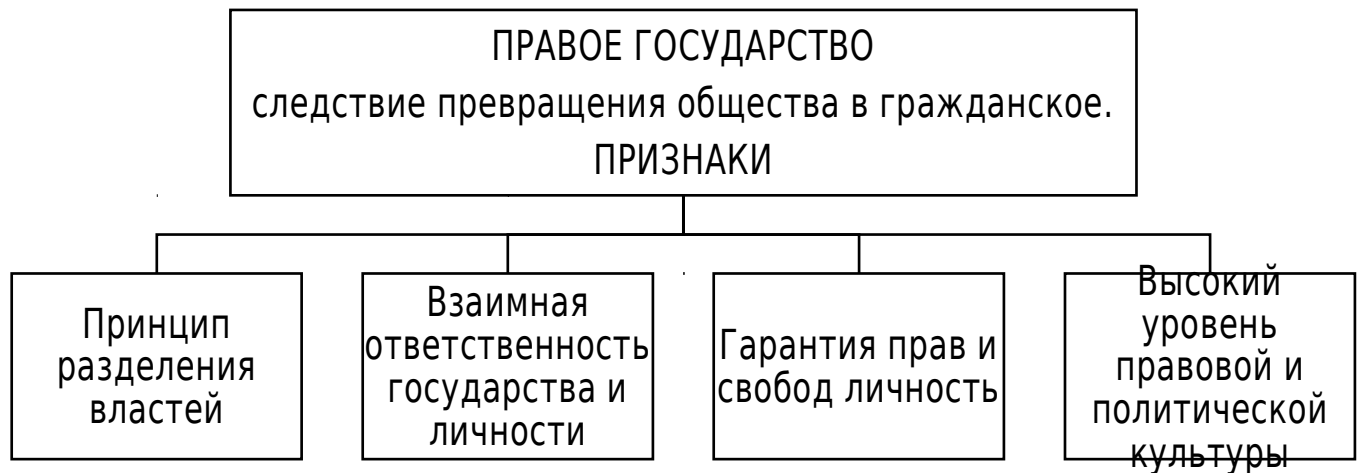 ПРАВОЕ ГОСУДАРСТВО
следствие превращения общества в гражданское.
ПРИЗНАКИ
Принцип
разделения
властей
Взаимная
ответственность
государства и
личности
Гарантия прав и
свобод личность
Высокий
уровень
правовой и
политической
культуры